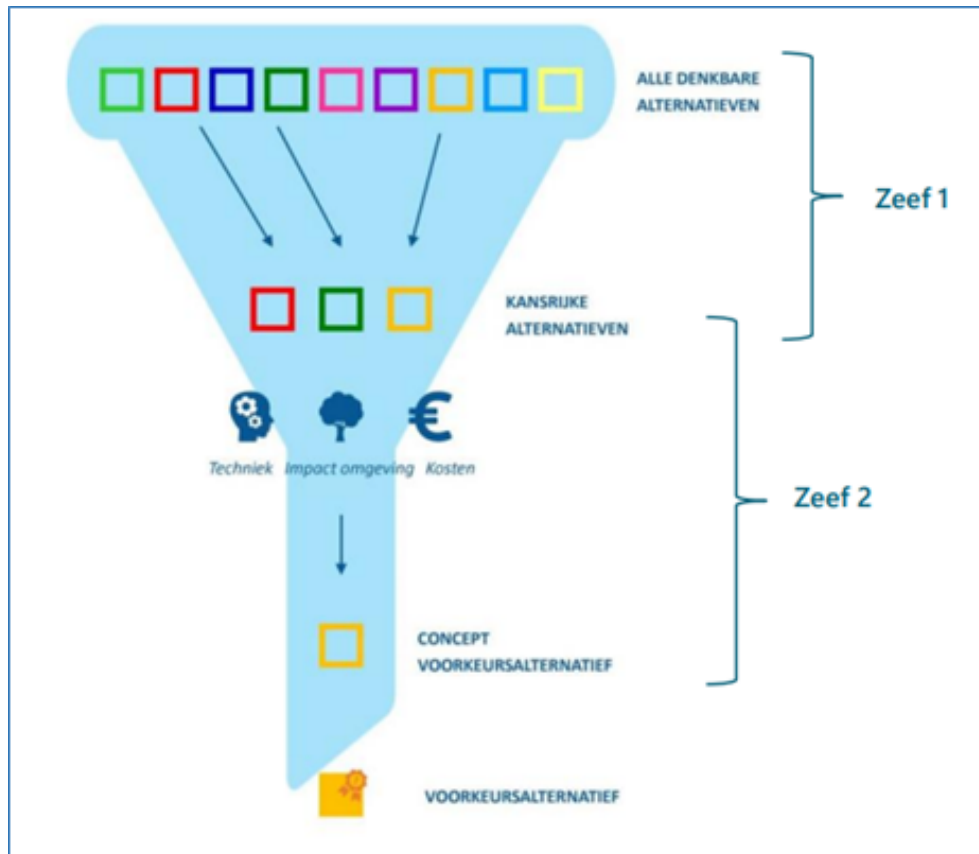 ALLE DENKBARE
ALTERNATIEVEN
Zeef 1
KANSRIJKE
ALTERNATIEVEN
€
Techniek Impact omgeving Kosten
Zeef 2
CONCEPT
VOORKEURSALTERNATIEF
VOORKEURSALTERNATIEF